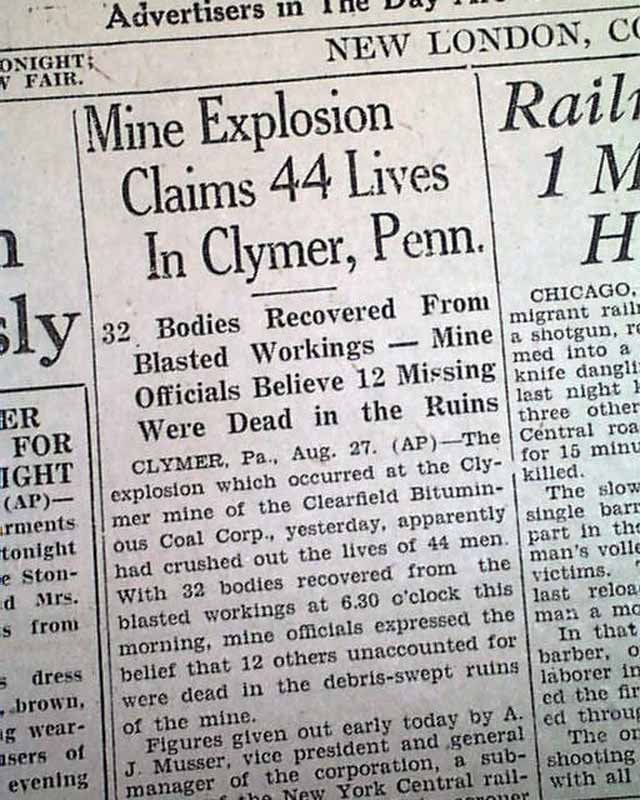 Advertisers in The Day
ONIGHT;
FAIR.
NEW LONDON,
Mine Explosion
Claims 44 Lives
In Clymer, Penn.
32 Bodies Recovered From
Blasted Workings — Mine
Officials Believe 12 Missing
Were Dead in the Ruins
CLYMER, Pa., Aug. 27. (AP)—The
explosion which occurred at the Cly-
mer mine of the Clearfield Bitumin-
ous Coal Corp., yesterday, apparently
had crushed out the lives of 44 men.
With 32 bodies recovered from the
blasted workings at 6.30 o'clock this
morning, mine officials expressed the
belief that 12 others unaccounted for
were dead in the debris-swept ruins
of the mine.
Figures given out early today by A.
J. Musser, vice president and general
manager of the corporation, a sub-
the New York Central rail-
sly
ER
FOR
IGHT
(AP)—
rments
tonight
e Ston-
d Mrs.
s from
s dress
, brown,
g wear-
users of
evening
Rail
1 M
H
CHICAGO,
migrant rail
a shotgun, re
med into a
knife dangli
last night
three other
Central roa
for 15 minu
killed.
The slow
single barr
part in th
man's volle
victims.
last reloa
man a mo
In that
barber, o
laborer in
ed the fir
ed throug
The on
shooting
with all